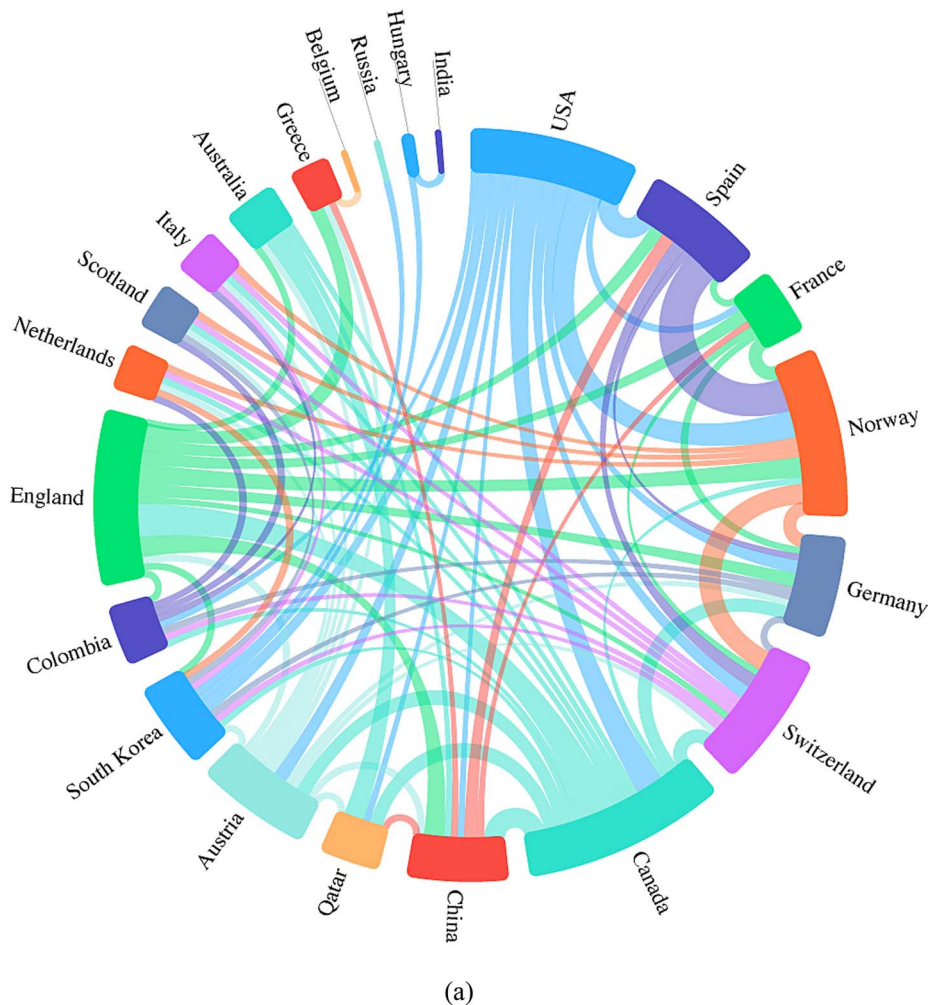 USA
Spain
France
Norway
Germany
Switzerland
Canada
China
Qatar
Austria
South Korea
Colombia
England
Netherlands
Scotland
Italy
Australia
Greece
Belgium
Russia
Hungary
India
(a)